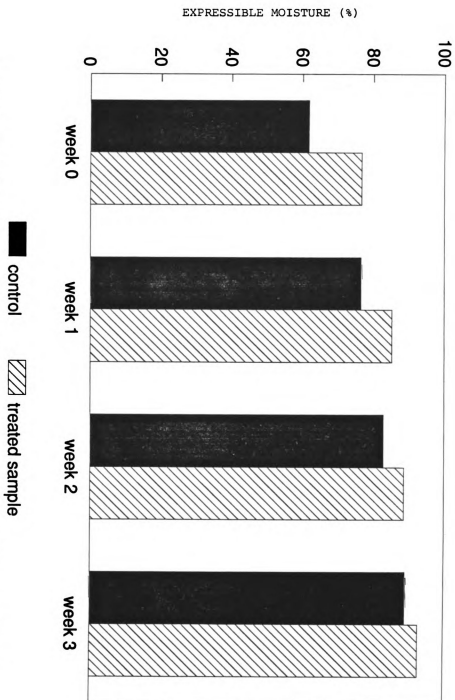 EXPRESSIBLE MOISTURE (%)
0
20
40
60
80
100
week 0
week 1
week 2
week 3
control
treated sample